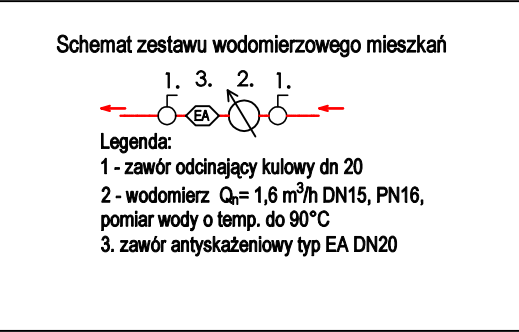 Schemat zestawu wodomierzowego mieszkań
1. 3. 2. 1.
EA
Legenda:
1 - zawór odcinający kulowy dn 20
2 - wodomierz Qn= 1,6 m³/h DN15, PN16,
pomiar wody o temp. do 90°C
3. zawór antyskażeniowy typ EA DN20